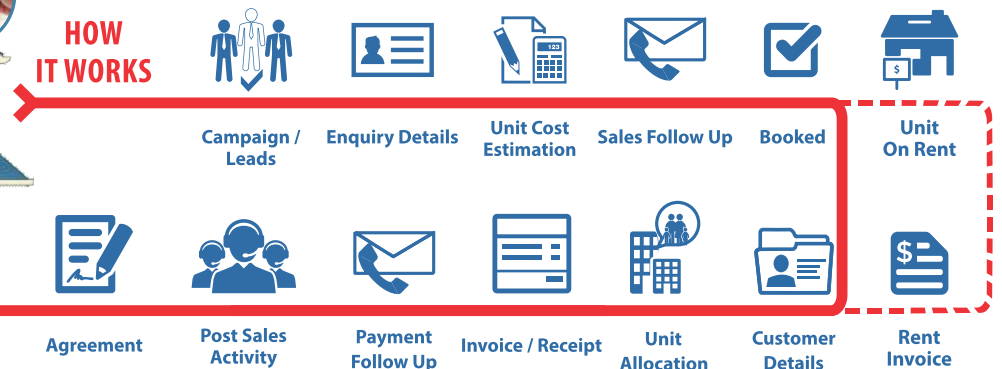 HOW
IT WORKS
123
$
Campaign /
Leads
Enquiry Details
Unit Cost
Estimation
Sales Follow Up
Booked
Unit
On Rent
$
Agreement
Post Sales
Activity
Payment
Follow Up
Invoice / Receipt
Unit
Allocation
Customer
Details
Rent
Invoice